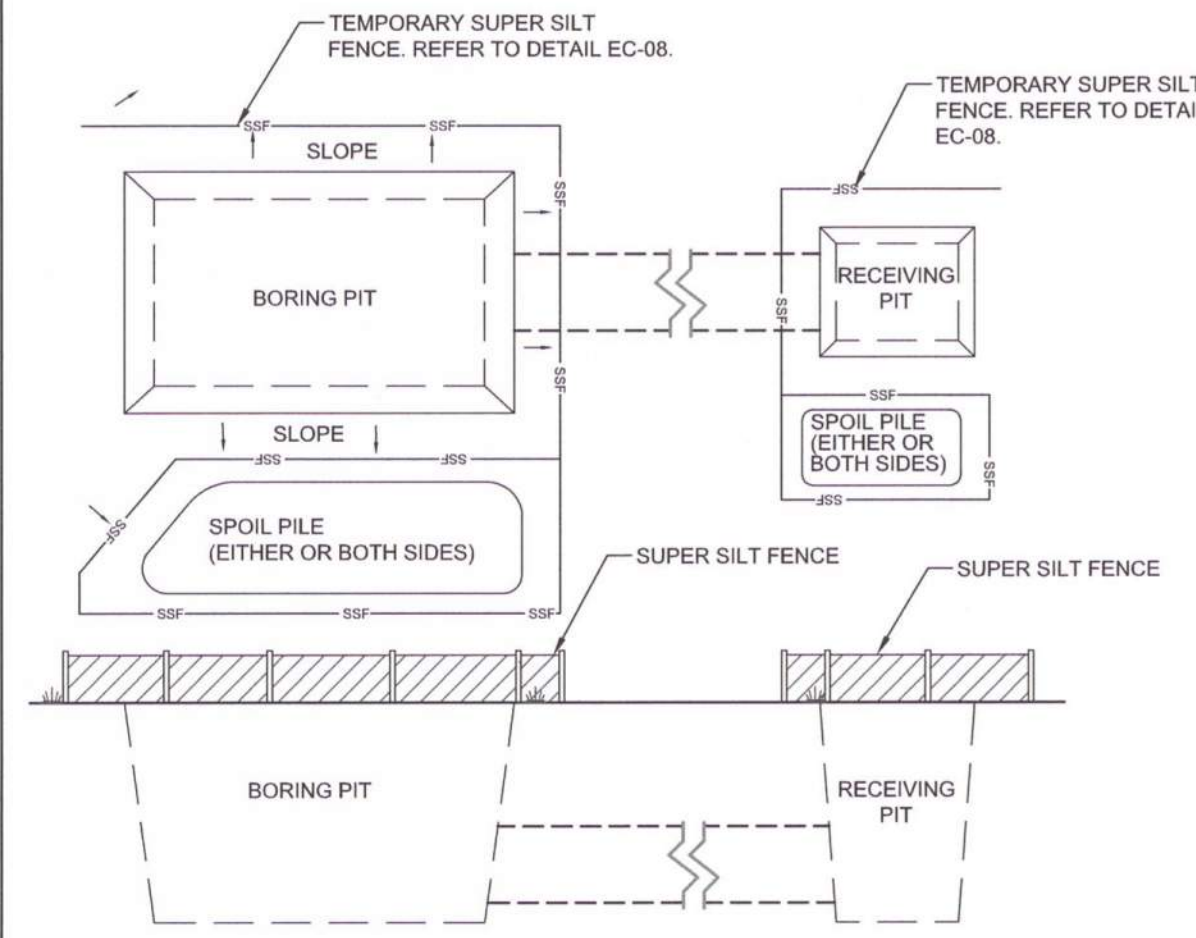 TEMPORARY SUPER SILT
FENCE. REFER TO DETAIL EC-08.
TEMPORARY SUPER SILT
FENCE. REFER TO DETAI
EC-08.
SSF
SSF
SLOPE
SSF
SSF
BORING PIT
SSF
SLOPE
SSF
SSF
SSF
SPOIL PILE
(EITHER OR BOTH SIDES)
SSF
SSF
SSF
SSF
RECEIVING
PIT
SSF
SSF
SPOIL PILE
(EITHER OR
BOTH SIDES)
SSF
SSF
SUPER SILT FENCE
SUPER SILT FENCE
BORING PIT
RECEIVING
PIT